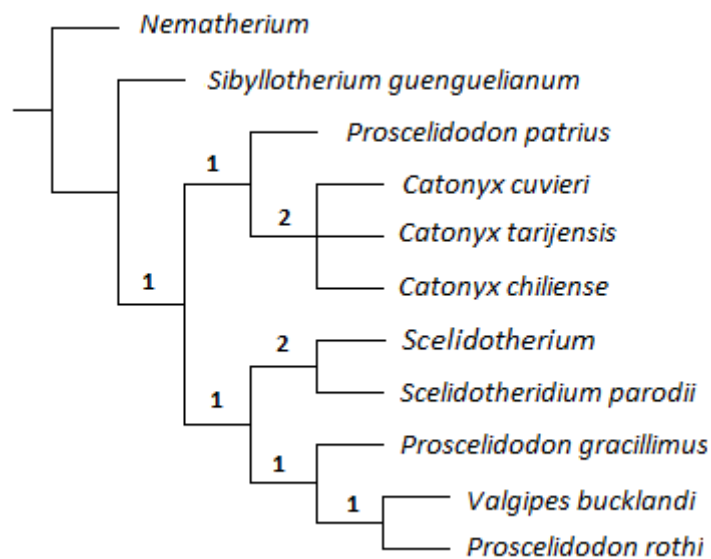 Nematherium
Sibyllotherium guenguelianum
Proscelidodon patrius
1
Catonyx cuvieri
2
Catonyx tarijensis
1
Catonyx chiliense
2
Scelidotherium
1
Scelidotheridium parodii
Proscelidodon gracillimus
1
1
Valgipes bucklandi
Proscelidodon rothi